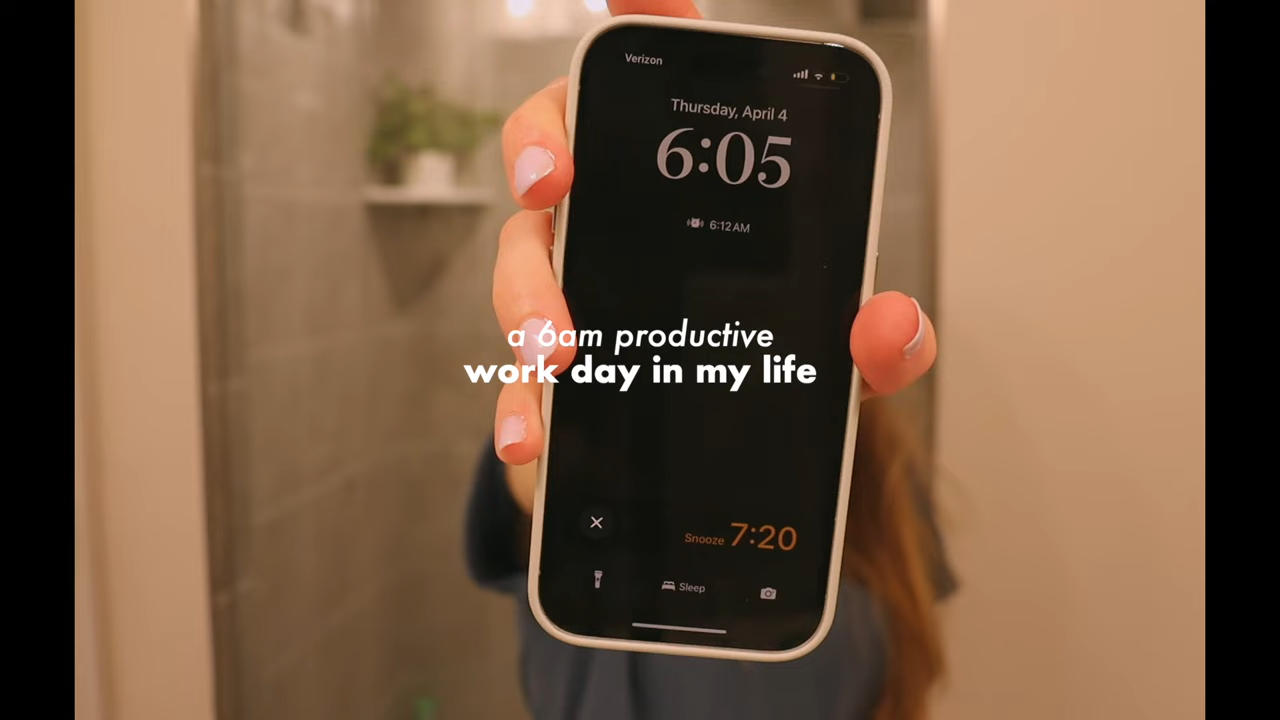 Verizon
Thursday, April 4
6:05
6:12 AM
a 6am productive
work day in my life
Snooze 7:20
Sleep